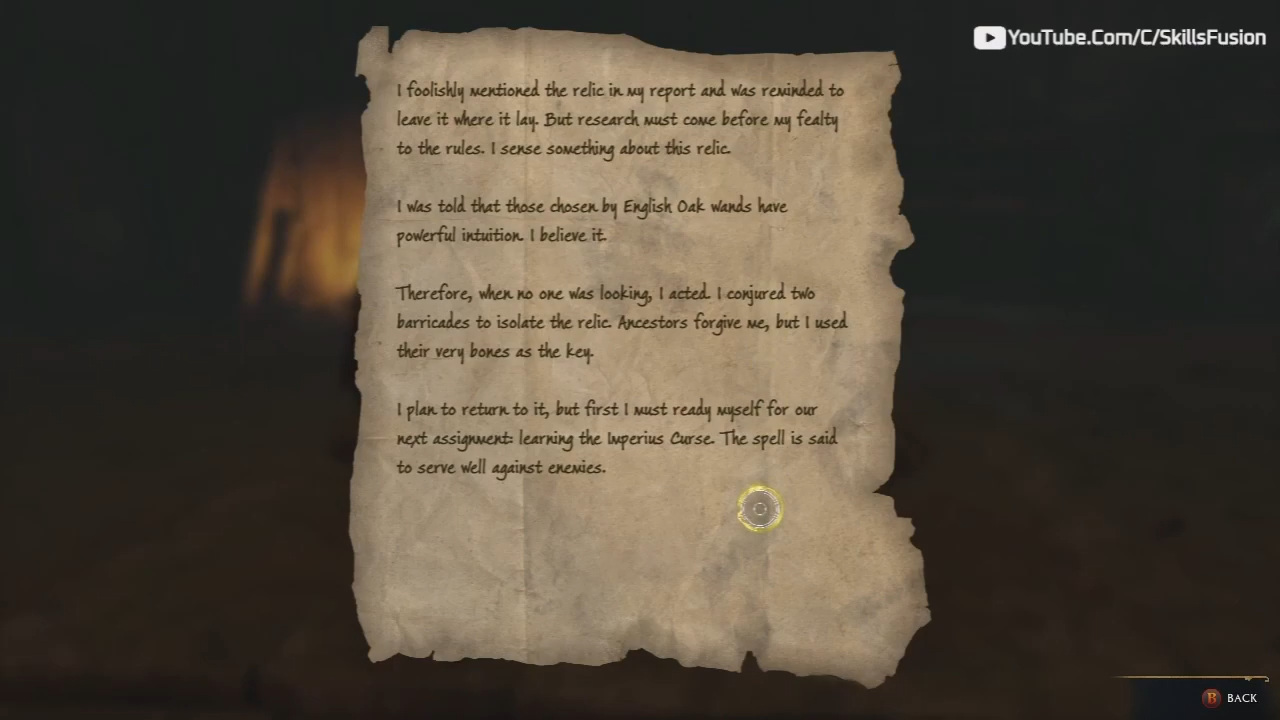 YouTube.Com/C/SkillsFusion
I foolishly mentioned the relic in my report and was reminded to
leave it where it lay. But research must come before my fealty
to the rules. I sense something about this relic.
I was told that those chosen by English Oak wands have
powerful intuition. I believe it.
Therefore, when no one was looking, I acted. I conjured two
barricades to isolate the relic. Ancestors forgive me, but I used
their very bones as the key.
I plan to return to it, but first I must ready myself for our
next assignment: learning the Imperius Curse. The spell is said
to serve well against enemies.
B BACK